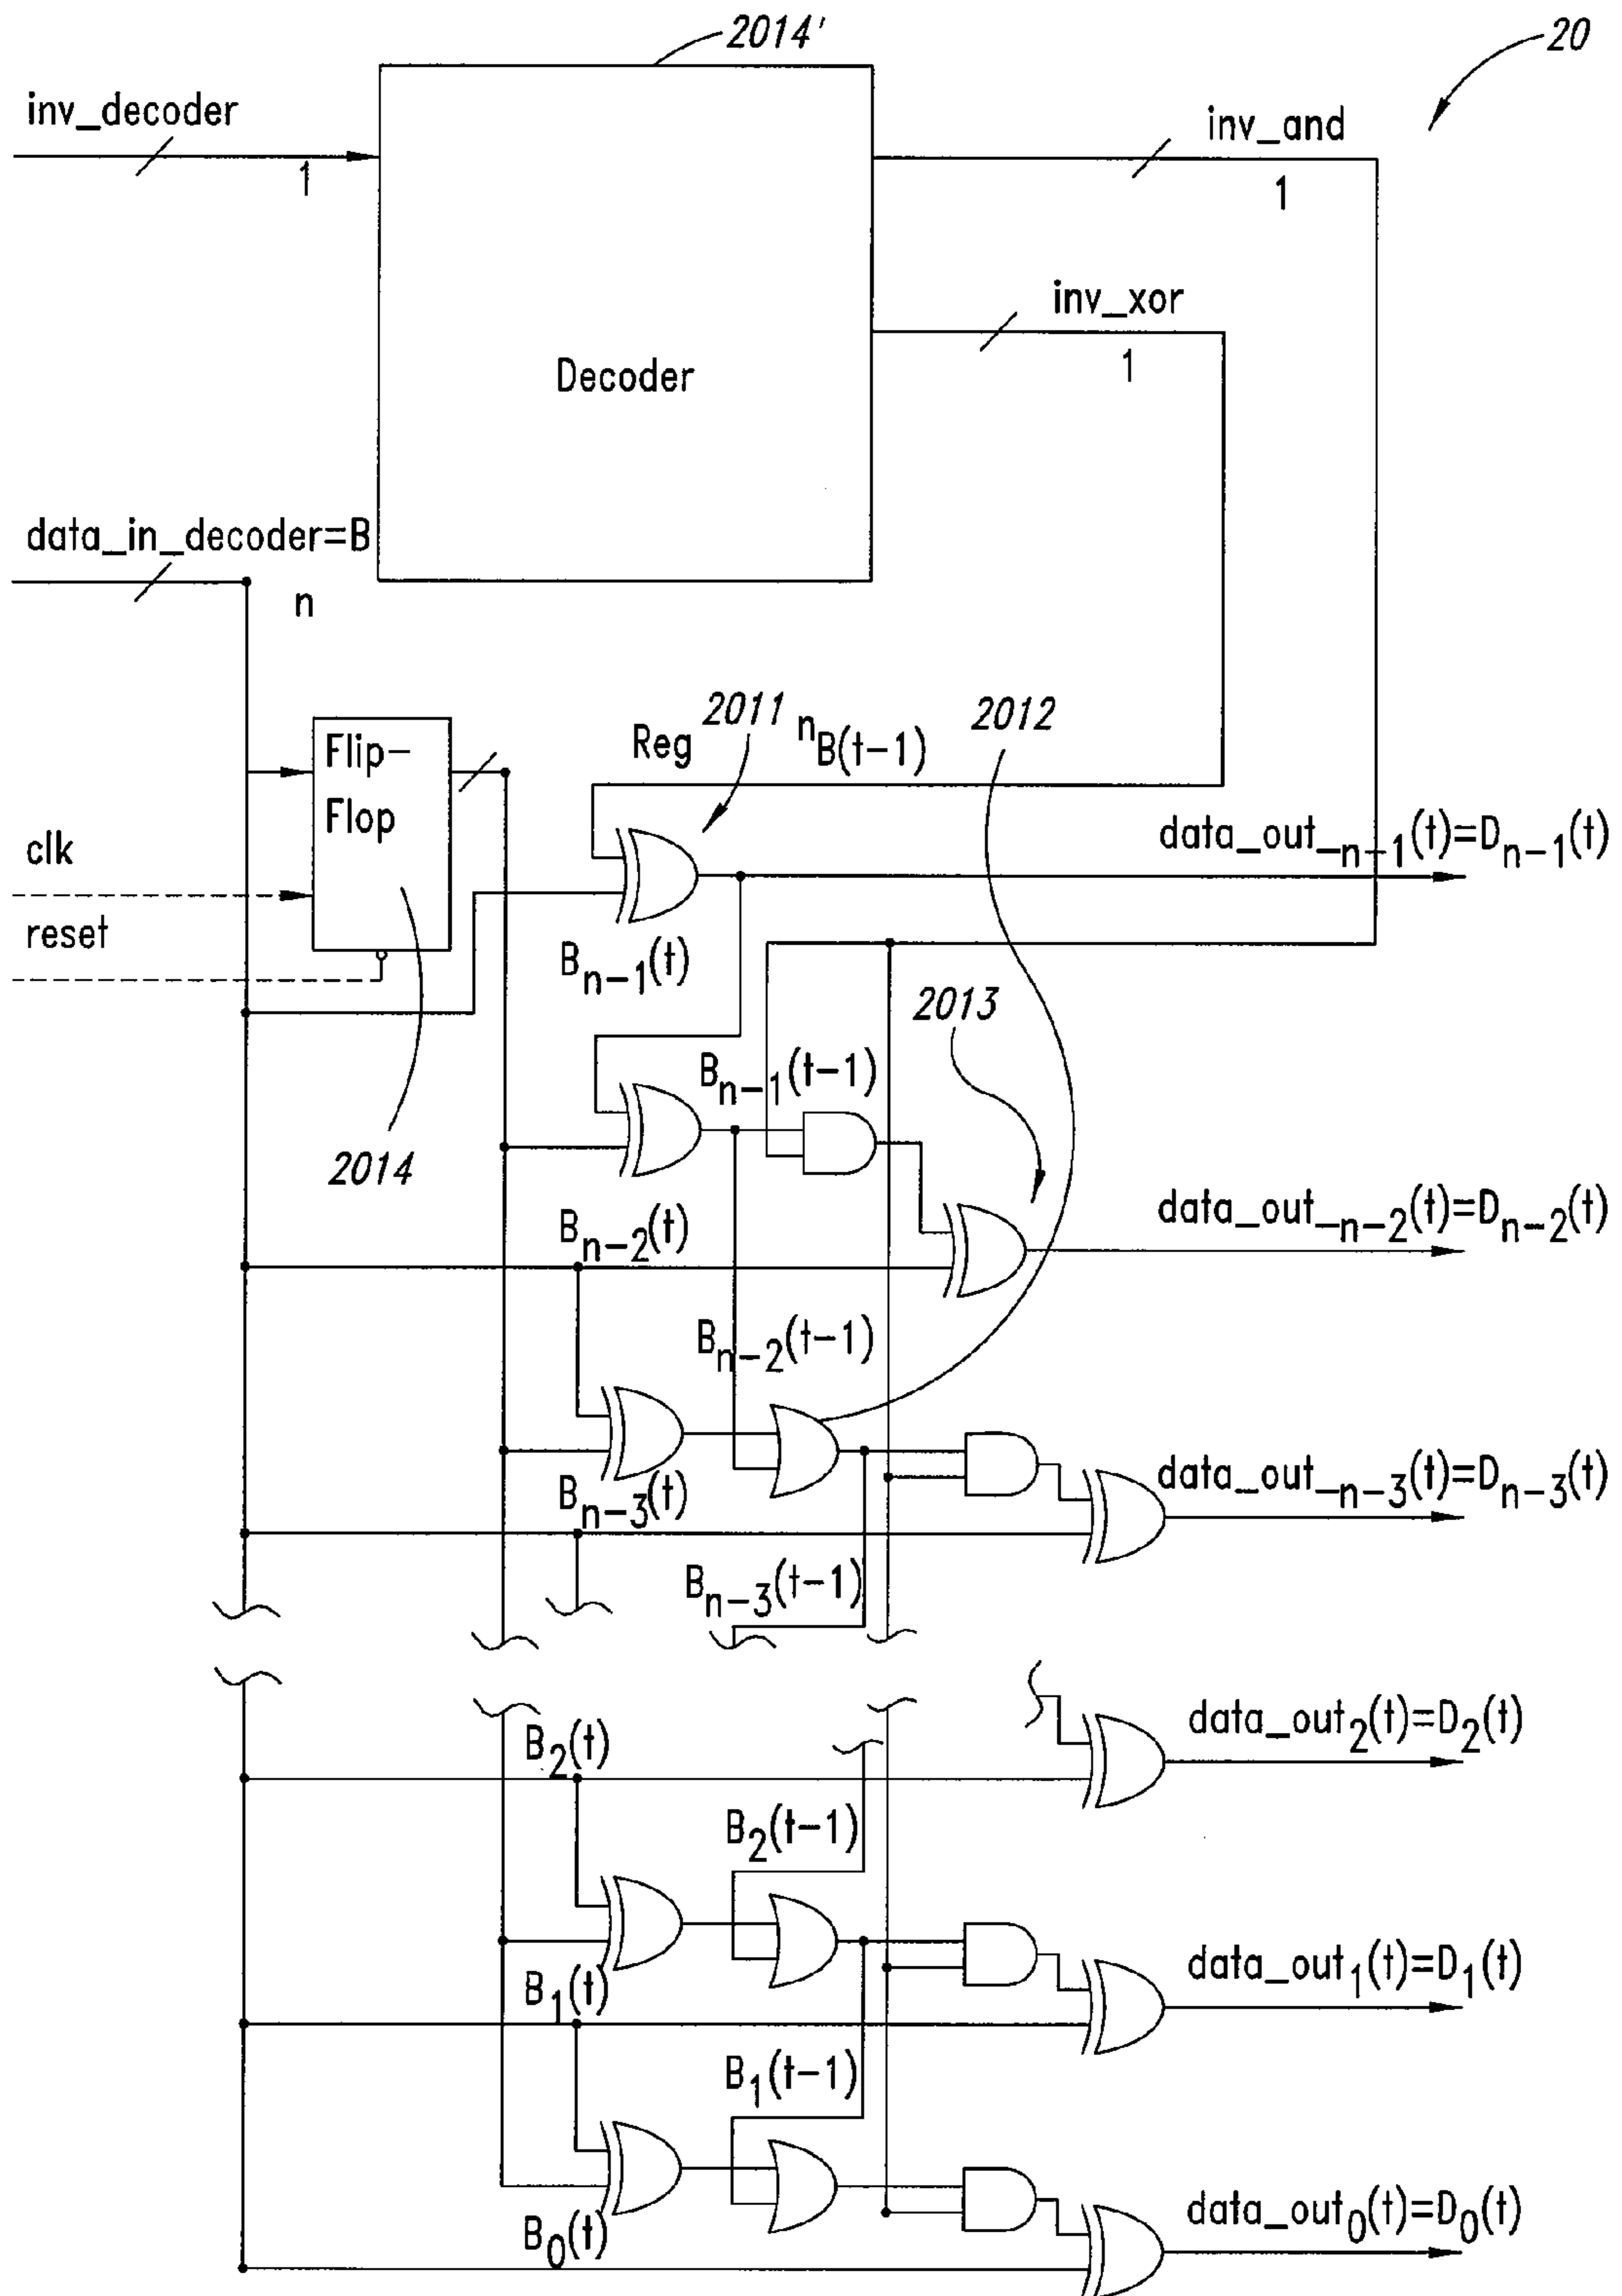 2014'
20
inv_decoder
1
inv_and
1
inv_xor
1
Decoder
data_in_decoder=B
n
Flip-
Flop
Reg
2011
n
B(t-1)
2012
clk
data_out_n-1(t)=Dn-1(t)
reset
Bn-1(t)
2013
Bn-1(t-1)
2014
Bn-2(t)
data_out_n-2(t)=Dn-2(t)
Bn-2(t-1)
Bn-3(t)
data_out_n-3(t)=Dn-3(t)
Bn-3(t-1)
B2(t)
data_out2(t)=D2(t)
B2(t-1)
B1(t)
data_out1(t)=D1(t)
B1(t-1)
B0(t)
data_out0(t)=D0(t)